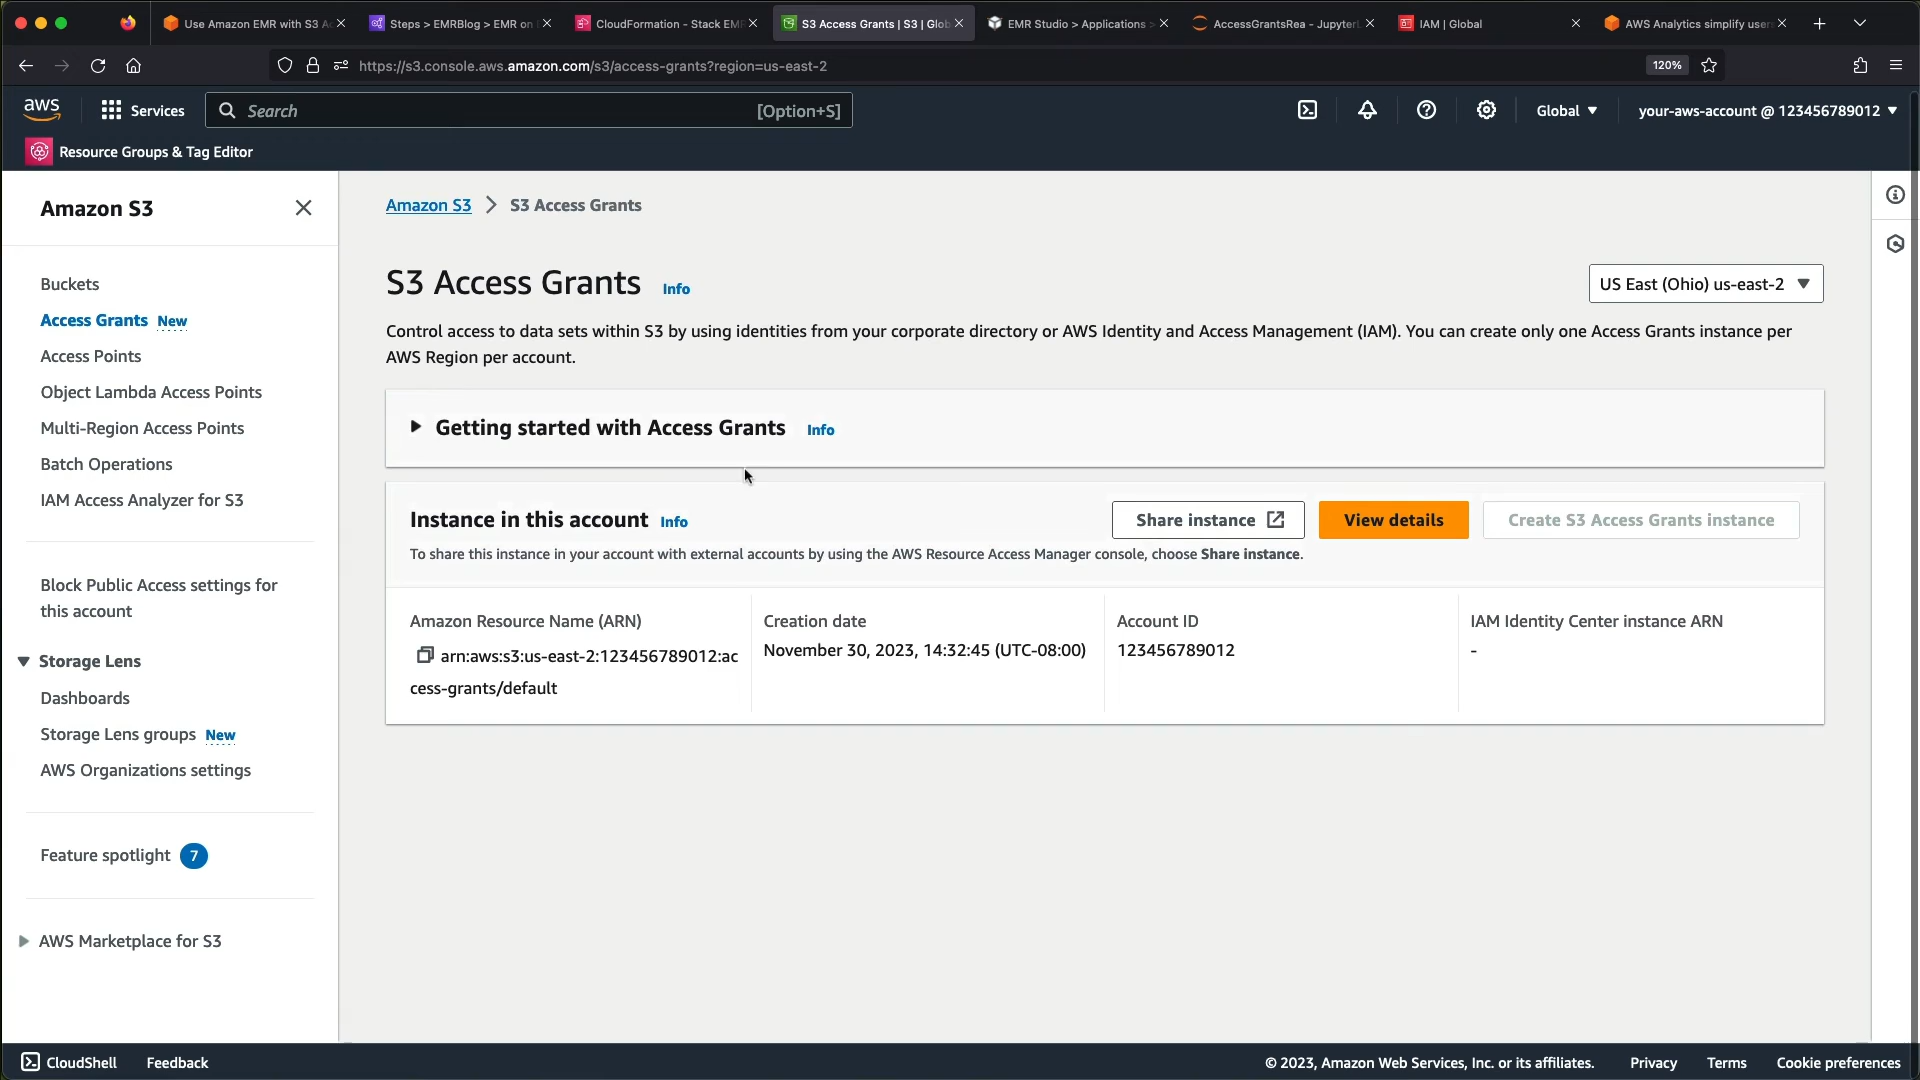 Use Amazon EMR with S3 Ac
Steps > EMRBlog > EMR on
CloudFormation - Stack EMR
S3 Access Grants | S3 | Glob
EMR Studio > Applications >
AccessGrantsRea - JupyterL
IAM | Global
AWS Analytics simplify user
https://s3.console.aws.amazon.com/s3/access-grants?region=us-east-2
120%
aws
Services
Search
[Option+S]
Global
your-aws-account @ 123456789012
Resource Groups & Tag Editor
Amazon S3
Buckets
Access Grants New
Access Points
Object Lambda Access Points
Multi-Region Access Points
Batch Operations
IAM Access Analyzer for S3
Block Public Access settings for
this account
Storage Lens
Dashboards
Storage Lens groups New
AWS Organizations settings
Feature spotlight 7
AWS Marketplace for S3
Amazon S3 > S3 Access Grants
S3 Access Grants Info
US East (Ohio) us-east-2
Control access to data sets within S3 by using identities from your corporate directory or AWS Identity and Access Management (IAM). You can create only one Access Grants instance per
AWS Region per account.
Getting started with Access Grants Info
Instance in this account Info
Share instance
View details
Create S3 Access Grants instance
To share this instance in your account with external accounts by using the AWS Resource Access Manager console, choose Share instance.
Amazon Resource Name (ARN)
arn:aws:s3:us-east-2:123456789012:ac
cess-grants/default
Creation date
November 30, 2023, 14:32:45 (UTC-08:00)
Account ID
123456789012
IAM Identity Center instance ARN
-
CloudShell
Feedback
© 2023, Amazon Web Services, Inc. or its affiliates.
Privacy
Terms
Cookie preferences